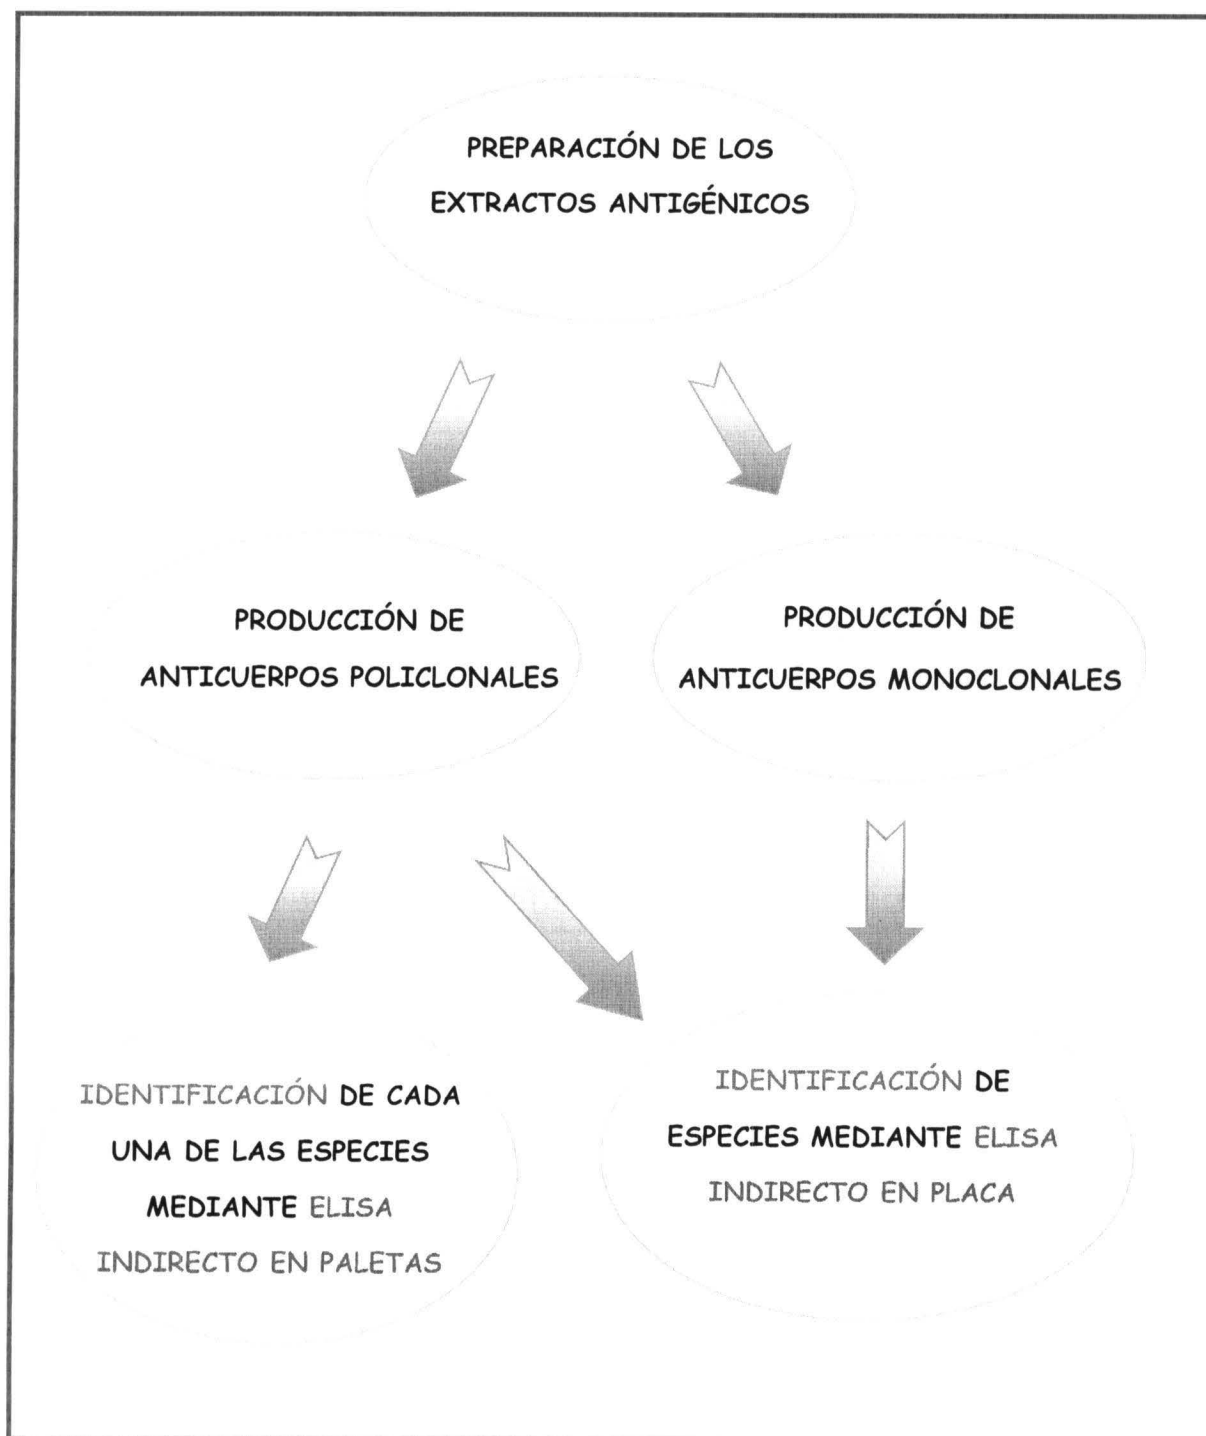 PREPARACIÓN DE LOS
EXTRACTOS ANTIGÉNICOS
PRODUCCIÓN DE
ANTICUERPOS POLICLONALES
PRODUCCIÓN DE
ANTICUERPOS MONOCLONALES
IDENTIFICACIÓN DE CADA
UNA DE LAS ESPECIES
MEDIANTE ELISA
INDIRECTO EN PALETAS
IDENTIFICACIÓN DE
ESPECIES MEDIANTE ELISA
INDIRECTO EN PLACA